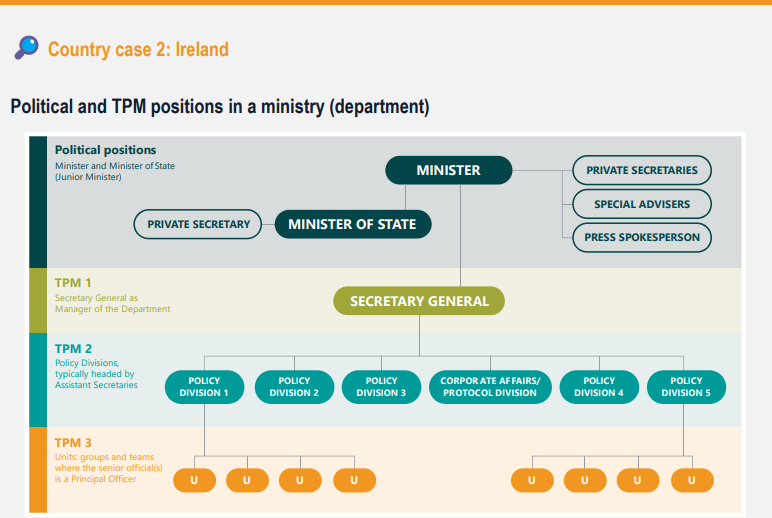 Country case 2: Ireland
Political and TPM positions in a ministry (department)
Political positions
Minister and Minister of State
(Junior Minister)
MINISTER
PRIVATE SECRETARIES
SPECIAL ADVISERS
PRESS SPOKESPERSON
PRIVATE SECRETARY
MINISTER OF STATE
TPM 1
Secretary General as
Manager of the Department
SECRETARY GENERAL
TPM 2
Policy Divisions,
typically headed by
Assistant Secretaries
POLICY
DIVISION 1
POLICY
DIVISION 2
POLICY
DIVISION 3
CORPORATE AFFAIRS/
PROTOCOL DIVISION
POLICY
DIVISION 4
POLICY
DIVISION 5
TPM 3
Units: groups and teams
where the senior official(s)
is a Principal Officer
U
U
U
U
U
U
U
U